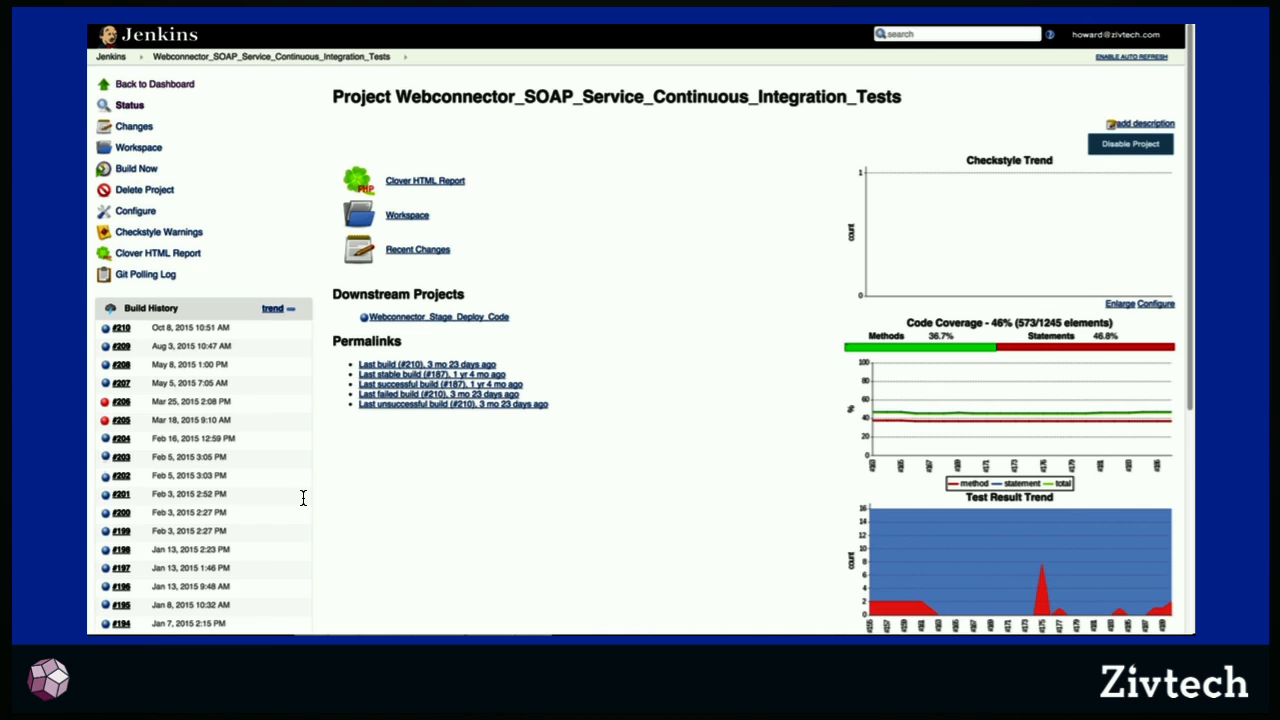 Jenkins
search
howard@zivtech.com
Jenkins
Webconnector_SOAP_Service_Continuous_Integration_Tests
ENABLE AUTO REFRESH
Back to Dashboard
Status
Changes
Workspace
Build Now
Delete Project
Configure
Checkstyle Warnings
Clover HTML Report
Git Polling Log
Build History
trend
#210 Oct 8, 2015 10:51 AM
#209 Aug 3, 2015 10:47 AM
#208 May 8, 2015 1:00 PM
#207 May 5, 2015 7:05 AM
#206 Mar 25, 2015 2:08 PM
#205 Mar 18, 2015 9:10 AM
#204 Feb 16, 2015 12:59 PM
#203 Feb 5, 2015 3:05 PM
#202 Feb 5, 2015 3:03 PM
#201 Feb 3, 2015 2:52 PM
#200 Feb 3, 2015 2:27 PM
#199 Feb 3, 2015 2:27 PM
#198 Jan 13, 2015 2:23 PM
#197 Jan 13, 2015 1:46 PM
#196 Jan 13, 2015 9:48 AM
#195 Jan 8, 2015 10:32 AM
#194 Jan 7, 2015 2:15 PM
Project Webconnector_SOAP_Service_Continuous_Integration_Tests
add description
Disable Project
PHP
Clover HTML Report
Workspace
Recent Changes
Downstream Projects
Webconnector_Stage_Deploy_Code
Permalinks
Last build (#210), 3 mo 23 days ago
Last stable build (#187), 1 yr 4 mo ago
Last successful build (#187), 1 yr 4 mo ago
Last failed build (#210), 3 mo 23 days ago
Last unsuccessful build (#210), 3 mo 23 days ago
Checkstyle Trend
1
count
0
Enlarge Configure
Code Coverage - 46% (573/1245 elements)
Methods 36.7% Statements 46.8%
100
80
60
%
40
20
0
method statement total
Test Result Trend
16
14
12
10
count
8
6
4
2
0
Zivtech